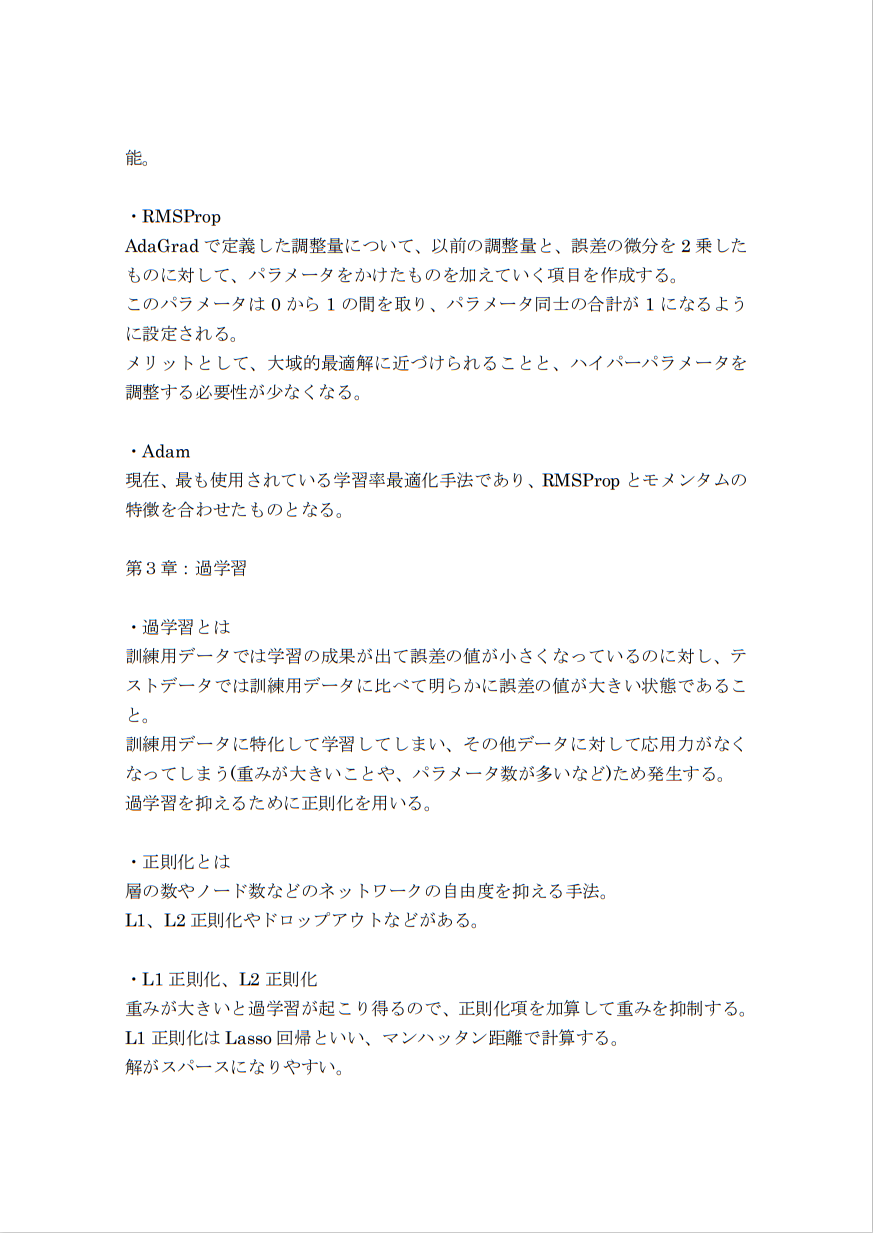 能。
・RMSProp
AdaGrad で定義した調整量について、以前の調整量と、誤差の微分を 2 乗した
ものに対して、パラメータをかけたものを加えていく項目を作成する。
このパラメータは 0 から 1 の間を取り、パラメータ同士の合計が 1 になるよう
に設定される。
メリットとして、大域的最適解に近づけられることと、ハイパーパラメータを
調整する必要性が少なくなる。
・Adam
現在、最も使用されている学習率最適化手法であり、RMSProp とモメンタムの
特徴を合わせたものとなる。
第３章：過学習
・過学習とは
訓練用データでは学習の成果が出て誤差の値が小さくなっているのに対し、テ
ストデータでは訓練用データに比べて明らかに誤差の値が大きい状態であるこ
と。
訓練用データに特化して学習してしまい、その他データに対して応用力がなく
なってしまう(重みが大きいことや、パラメータ数が多いなど)ため発生する。
過学習を抑えるために正則化を用いる。
・正則化とは
層の数やノード数などのネットワークの自由度を抑える手法。
L1、L2 正則化やドロップアウトなどがある。
・L1 正則化、L2 正則化
重みが大きいと過学習が起こり得るので、正則化項を加算して重みを抑制する。
L1 正則化は Lasso 回帰といい、マンハッタン距離で計算する。
解がスパースになりやすい。